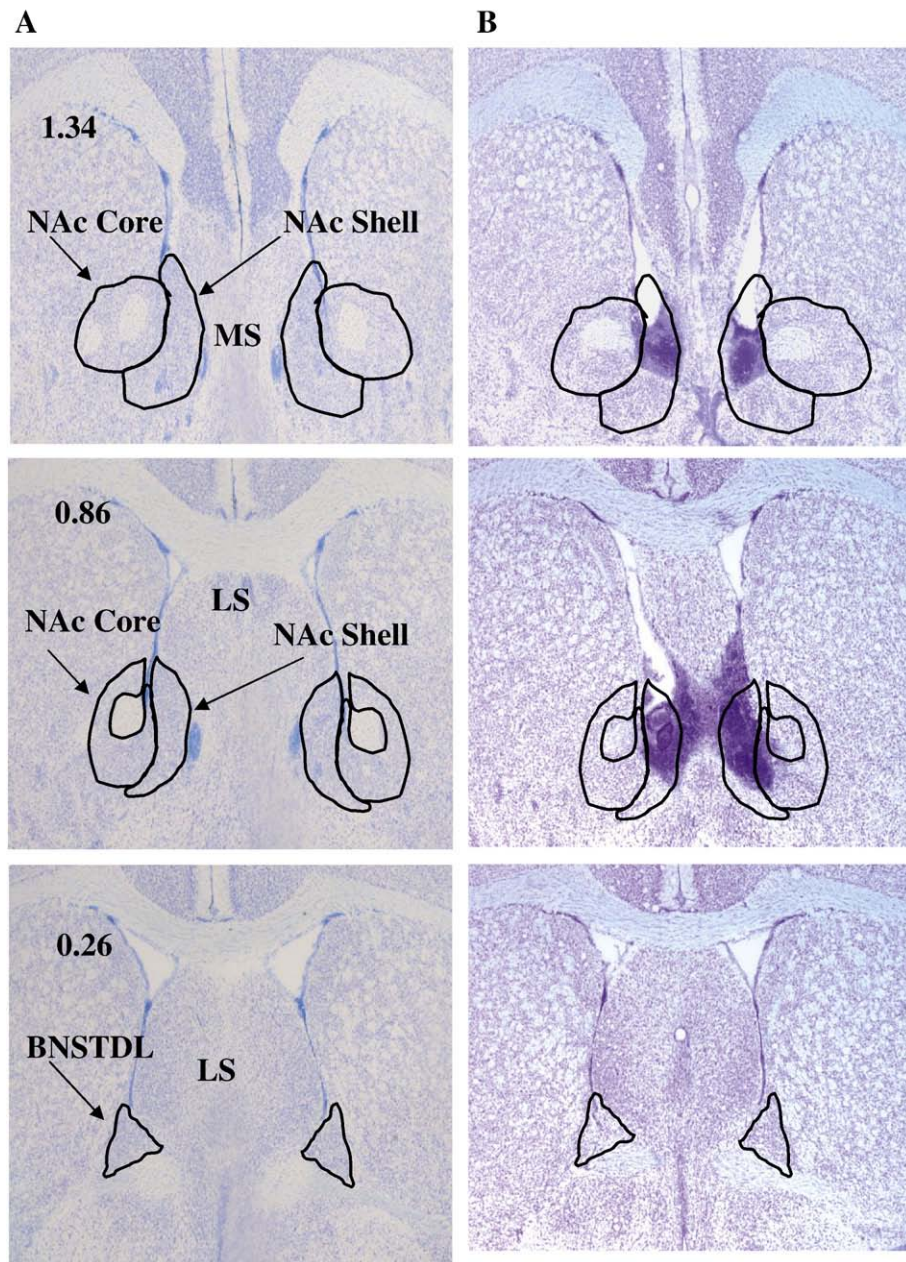 A
B
1.34
NAc Core
NAc Shell
MS
0.86
LS
NAc Core
NAc Shell
0.26
BNSTDL
LS